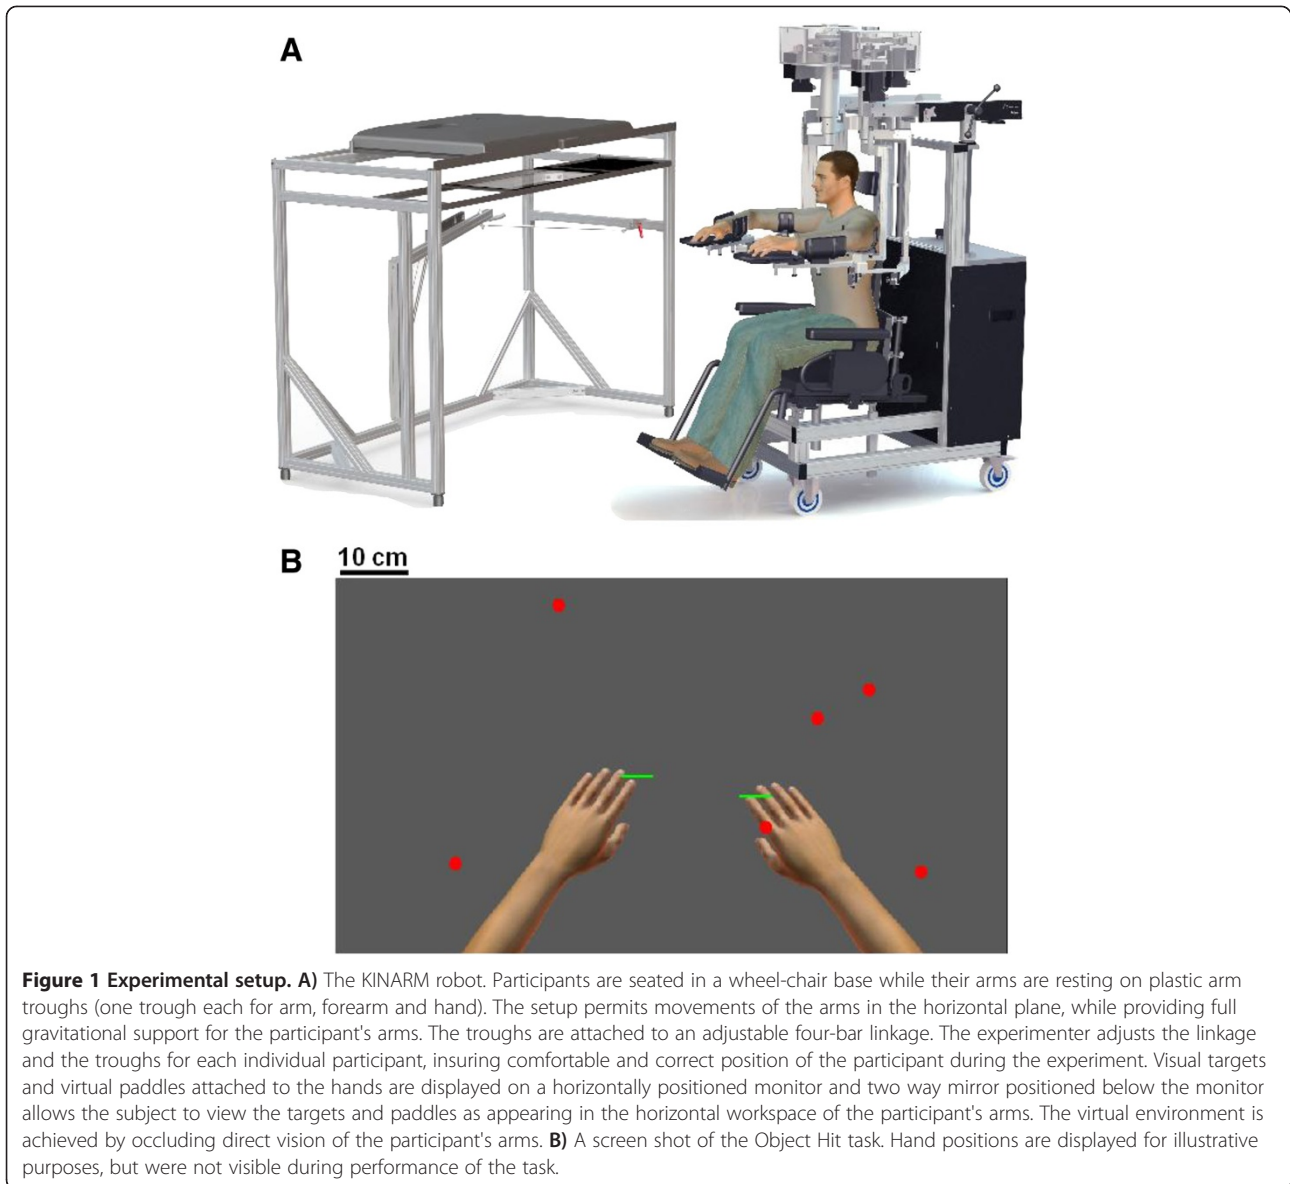 A
B
10 cm
Figure 1 Experimental setup. A) The KINARM robot. Participants are seated in a wheel-chair base while their arms are resting on plastic arm
troughs (one trough each for arm, forearm and hand). The setup permits movements of the arms in the horizontal plane, while providing full
gravitational support for the participant's arms. The troughs are attached to an adjustable four-bar linkage. The experimenter adjusts the linkage
and the troughs for each individual participant, insuring comfortable and correct position of the participant during the experiment. Visual targets
and virtual paddles attached to the hands are displayed on a horizontally positioned monitor and two way mirror positioned below the monitor
allows the subject to view the targets and paddles as appearing in the horizontal workspace of the participant's arms. The virtual environment is
achieved by occluding direct vision of the participant's arms. B) A screen shot of the Object Hit task. Hand positions are displayed for illustrative
purposes, but were not visible during performance of the task.